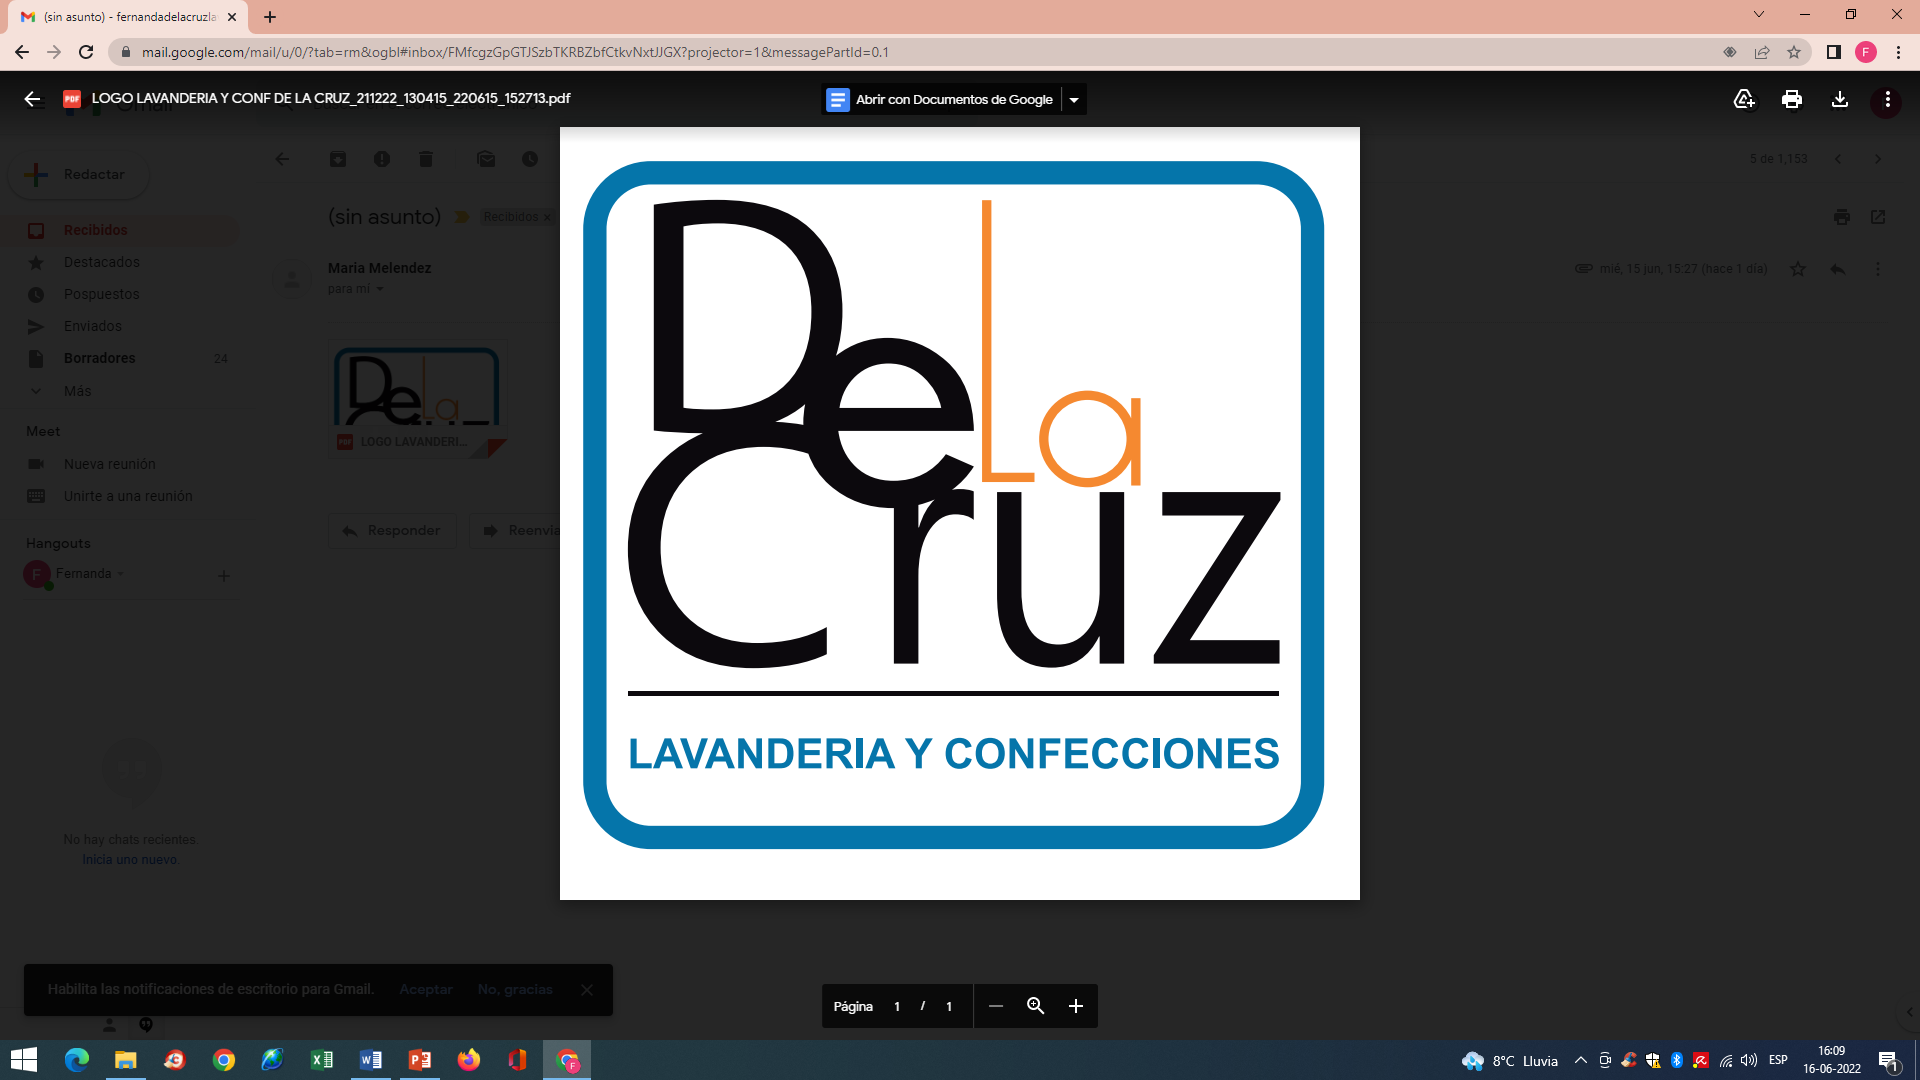 (sin asunto) - fernandadelacruzla
mail.google.com/mail/u/0/?tab=rm&ogbl#inbox/FMfcgzGpGTJSzbTKRBZbfCtkvNxtJJGX?projector=1&messagePartId=0.1
F
PDF
LOGO LAVANDERIA Y CONF DE LA CRUZ_211222_130415_220615_152713.pdf
Abrir con Documentos de Google
Redactar
5 de 1,153
(sin asunto)
Recibidos
Recibidos
Destacados
Maria Melendez
para mí
mié, 15 jun, 15:27 (hace 1 día)
Pospuestos
Enviados
Borradores
24
Más
DeLa
PDF
LOGO LAVANDERI...
Meet
Nueva reunión
Unirte a una reunión
Responder
Reenvia
Hangouts
F
Fernanda
DeLa
Cruz
LAVANDERIA Y CONFECCIONES
No hay chats recientes.
Inicia uno nuevo.
Habilita las notificaciones de escritorio para Gmail.
Aceptar
No, gracias
Página
1
/
1
8°C Lluvia
ESP
16:09
16-06-2022
1